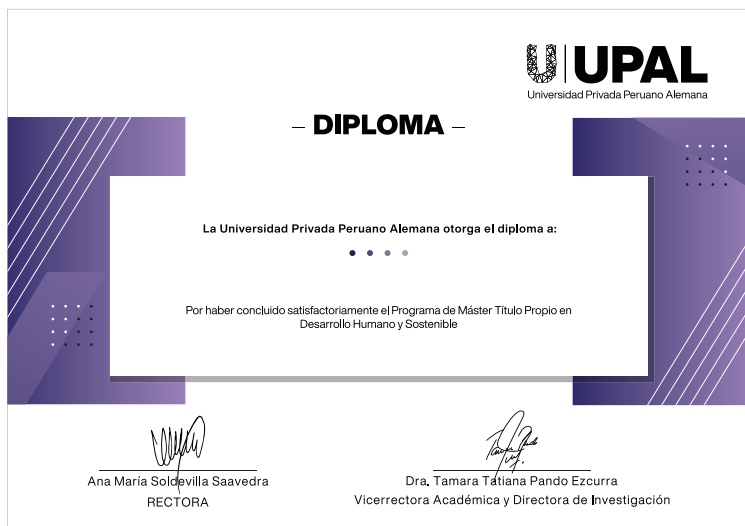 UPAL
Universidad Privada Peruano Alemana
– DIPLOMA –
La Universidad Privada Peruano Alemana otorga el diploma a:
Por haber concluido satisfactoriamente el Programa de Máster Título Propio en
Desarrollo Humano y Sostenible
Ana María Soldevilla Saavedra
RECTORA
Dra. Tamara Tatiana Pando Ezcurra
Vicerrectora Académica y Directora de Investigación